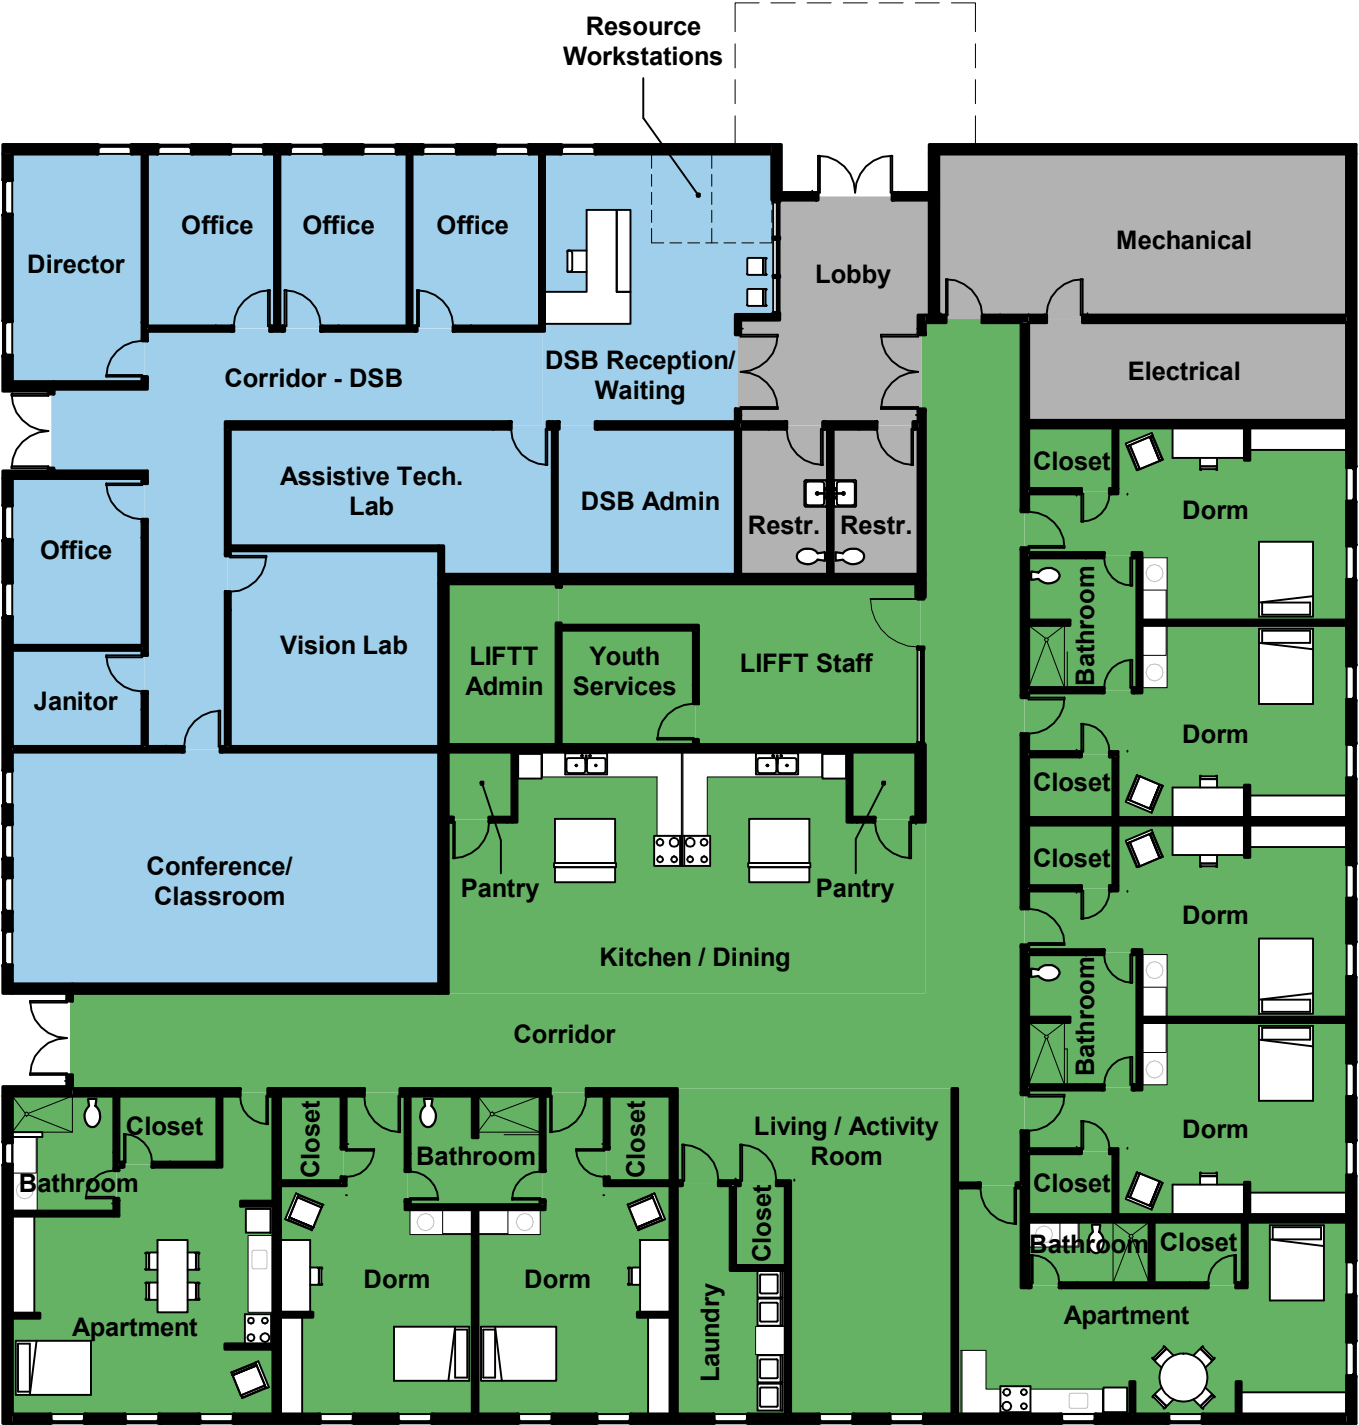 Resource
Workstations
Director
Office
Office
Office
Lobby
Mechanical
Corridor - DSB
DSB Reception/
Waiting
Electrical
Assistive Tech.
Lab
DSB Admin
Restr.
Restr.
Closet
Dorm
Office
Vision Lab
LIFTT
Admin
Youth
Services
LIFFT Staff
Bathroom
Janitor
Dorm
Closet
Conference/
Classroom
Pantry
Pantry
Closet
Dorm
Kitchen / Dining
Bathroom
Corridor
Closet
Bathroom
Closet
Bathroom
Closet
Living / Activity
Room
Dorm
Closet
Closet
Bathroom
Closet
Dorm
Dorm
Apartment
Laundry
Apartment